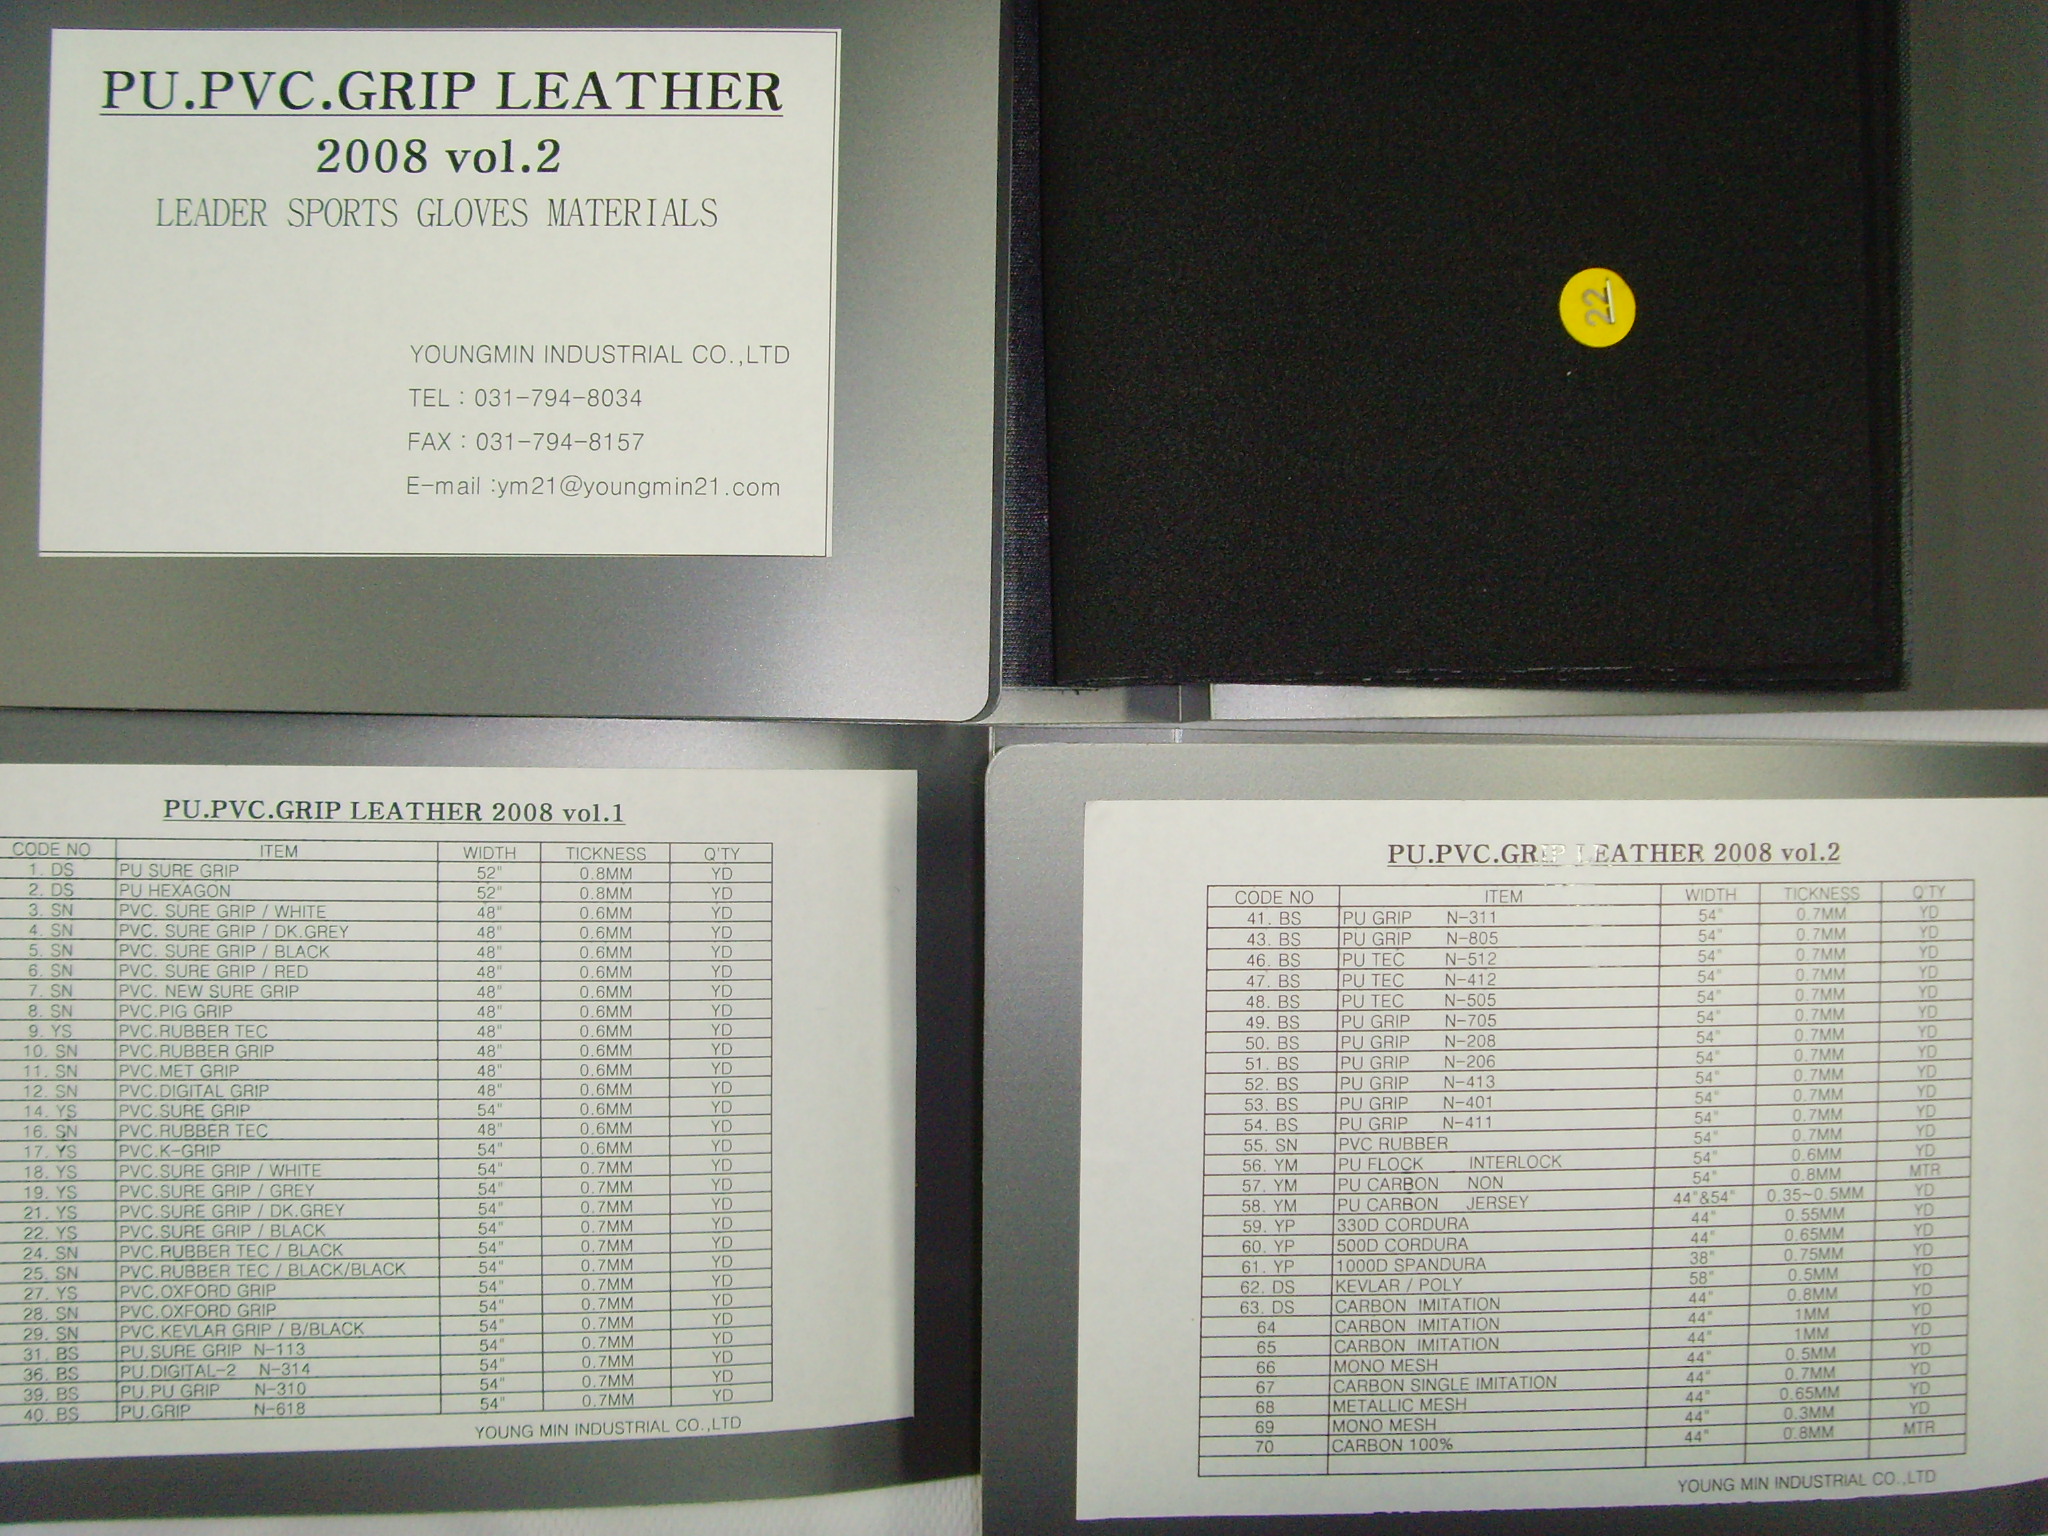 PU.PVC.GRIP LEATHER
2008 vol.2
LEADER SPORTS GLOVES MATERIALS
YOUNGMIN INDUSTRIAL CO.,LTD
TEL : 031-794-8034
FAX : 031-794-8157
E-mail :ym21@youngmin21.com
22
PU.PVC.GRIP LEATHER 2008 vol.1
CODE NO ITEM WIDTH TICKNESS Q'TY
1. DS PU SURE GRIP 52" 0.8MM YD
2. DS PU HEXAGON 52" 0.8MM YD
3. SN PVC. SURE GRIP / WHITE 48" 0.6MM YD
4. SN PVC. SURE GRIP / DK.GREY 48" 0.6MM YD
5. SN PVC. SURE GRIP / BLACK 48" 0.6MM YD
6. SN PVC. SURE GRIP / RED 48" 0.6MM YD
7. SN PVC. NEW SURE GRIP 48" 0.6MM YD
8. SN PVC.PIG GRIP 48" 0.6MM YD
9. YS PVC.RUBBER TEC 48" 0.6MM YD
10. SN PVC.RUBBER GRIP 48" 0.6MM YD
11. SN PVC.MET GRIP 48" 0.6MM YD
12. SN PVC.DIGITAL GRIP 48" 0.6MM YD
14. YS PVC.SURE GRIP 54" 0.6MM YD
16. SN PVC.RUBBER TEC 48" 0.6MM YD
17. YS PVC.K-GRIP 54" 0.6MM YD
18. YS PVC.SURE GRIP / WHITE 54" 0.7MM YD
19. YS PVC.SURE GRIP / GREY 54" 0.7MM YD
21. YS PVC.SURE GRIP / DK.GREY 54" 0.7MM YD
22. YS PVC.SURE GRIP / BLACK 54" 0.7MM YD
24. SN PVC.RUBBER TEC / BLACK 54" 0.7MM YD
25. SN PVC.RUBBER TEC / BLACK/BLACK 54" 0.7MM YD
27. YS PVC.OXFORD GRIP 54" 0.7MM YD
28. SN PVC.OXFORD GRIP 54" 0.7MM YD
29. SN PVC.KEVLAR GRIP / B/BLACK 54" 0.7MM YD
31. BS PU.SURE GRIP N-113 54" 0.7MM YD
36. BS PU.DIGITAL-2 N-314 54" 0.7MM YD
39. BS PU.PU GRIP N-310 54" 0.7MM YD
40. BS PU.GRIP N-618 54" 0.7MM YD
YOUNG MIN INDUSTRIAL CO.,LTD
PU.PVC.GRIP LEATHER 2008 vol.2
CODE NO ITEM WIDTH TICKNESS Q'TY
41. BS PU GRIP N-311 54" 0.7MM YD
43. BS PU GRIP N-805 54" 0.7MM YD
46. BS PU TEC N-512 54" 0.7MM YD
47. BS PU TEC N-412 54" 0.7MM YD
48. BS PU TEC N-505 54" 0.7MM YD
49. BS PU GRIP N-705 54" 0.7MM YD
50. BS PU GRIP N-208 54" 0.7MM YD
51. BS PU GRIP N-206 54" 0.7MM YD
52. BS PU GRIP N-413 54" 0.7MM YD
53. BS PU GRIP N-401 54" 0.7MM YD
54. BS PU GRIP N-411 54" 0.7MM YD
55. SN PVC RUBBER 54" 0.7MM YD
56. YM PU FLOCK INTERLOCK 54" 0.6MM YD
57. YM PU CARBON NON 54" 0.8MM MTR
58. YM PU CARBON JERSEY 44"&54" 0.35~0.5MM YD
59. YP 330D CORDURA 44" 0.55MM YD
60. YP 500D CORDURA 44" 0.65MM YD
61. YP 1000D SPANDURA 38" 0.75MM YD
62. DS KEVLAR / POLY 58" 0.5MM YD
63. DS CARBON IMITATION 44" 0.8MM YD
64 CARBON IMITATION 44" 1MM YD
65 CARBON IMITATION 44" 1MM YD
66 MONO MESH 44" 0.5MM YD
67 CARBON SINGLE IMITATION 44" 0.7MM YD
68 METALLIC MESH 44" 0.65MM YD
69 MONO MESH 44" 0.3MM YD
70 CARBON 100% 44" 0.8MM MTR
YOUNG MIN INDUSTRIAL CO.,LTD